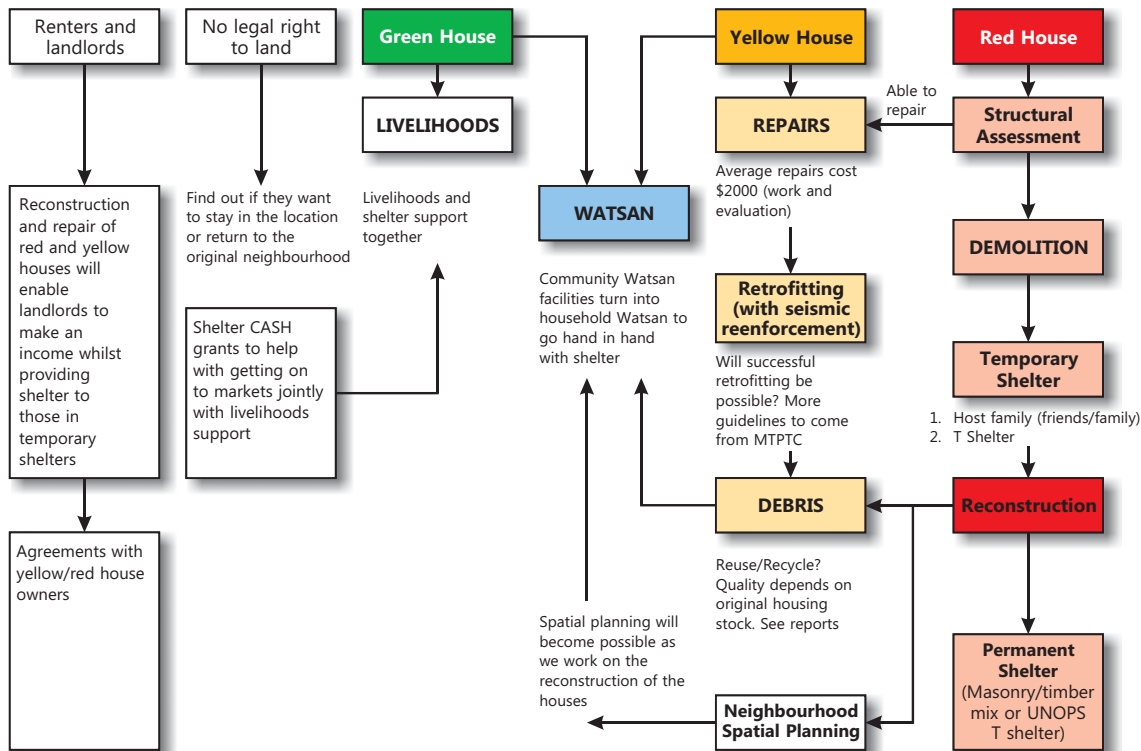 Renters and
landlords
No legal right
to land
Green House
Yellow House
Red House
LIVELIHOODS
REPAIRS
Able to
repair
Structural
Assessment
Reconstruction
and repair of
red and yellow
houses will
enable
landlords to
make an
income whilst
providing
shelter to
those in
temporary
shelters
Find out if they want
to stay in the location
or return to the
original neighbourhood
Livelihoods and
shelter support
together
WATSAN
Average repairs cost
$2000 (work and
evaluation)
DEMOLITION
Shelter CASH
grants to help
with getting on
to markets jointly
with livelihoods
support
Community Watsan
facilities turn into
household Watsan to
go hand in hand
with shelter
Retrofitting
(with seismic
reenforcement)
Will successful
retrofitting be
possible? More
guidelines to come
from MTPTC
Temporary
Shelter
1. Host family (friends/family)
2. T Shelter
DEBRIS
Reconstruction
Agreements with
yellow/red house
owners
Reuse/Recycle?
Quality depends on
original housing
stock. See reports
Spatial planning will
become possible as
we work on the
reconstruction of the
houses
Neighbourhood
Spatial Planning
Permanent
Shelter
(Masonry/timber
mix or UNOPS
T shelter)